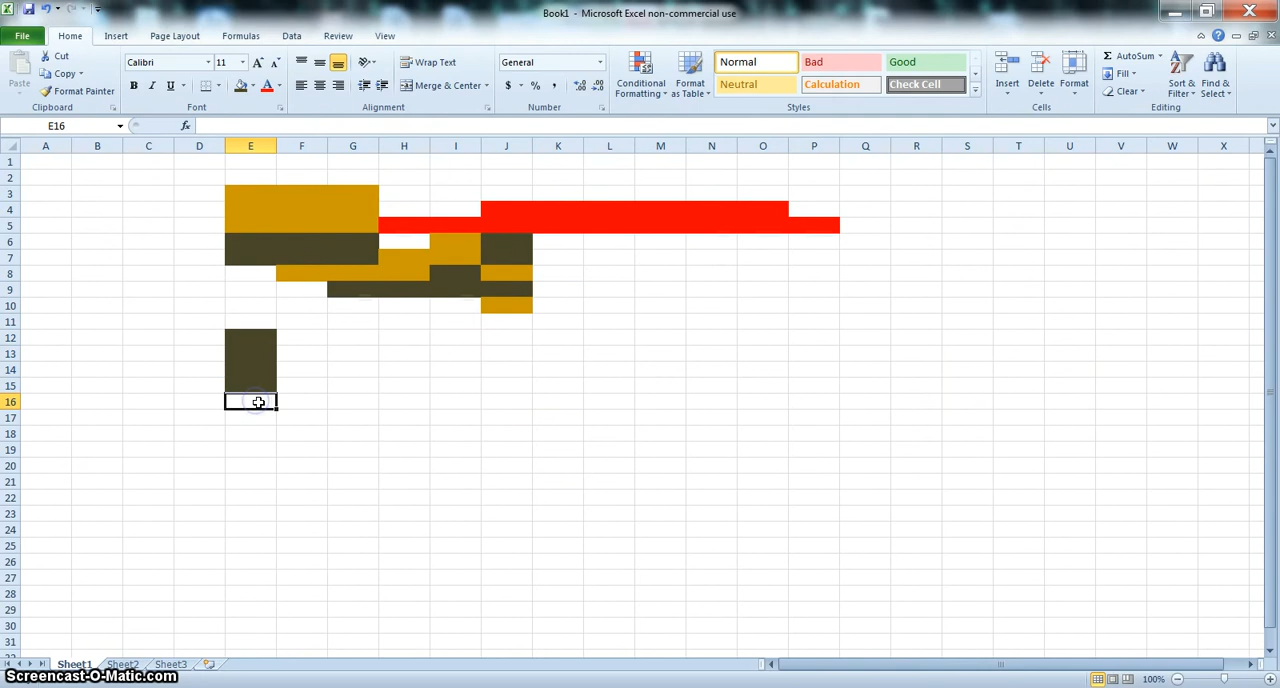 Book1 - Microsoft Excel non-commercial use
File Home Insert Page Layout Formulas Data Review View
Paste Cut Copy Format Painter Clipboard
Calibri 11 A A B I U A Font
Wrap Text Merge & Center Alignment
General $ % , .0 .00 .00 .0 Number
Conditional Formatting Format as Table Normal Bad Good
Neutral Calculation Check Cell Styles
Insert Delete Format Cells
AutoSum Fill Clear Sort & Filter Find & Select Editing
E16 fx
A B C D E F G H I J K L M N O P Q R S T U V W X
1
2
3
4
5
6
7
8
9
10
11
12
13
14
15
16
17
18
19
20
21
22
23
24
25
26
27
28
29
30
31
Sheet1 Sheet2 Sheet3
Screencast-O-Matic.com 100%